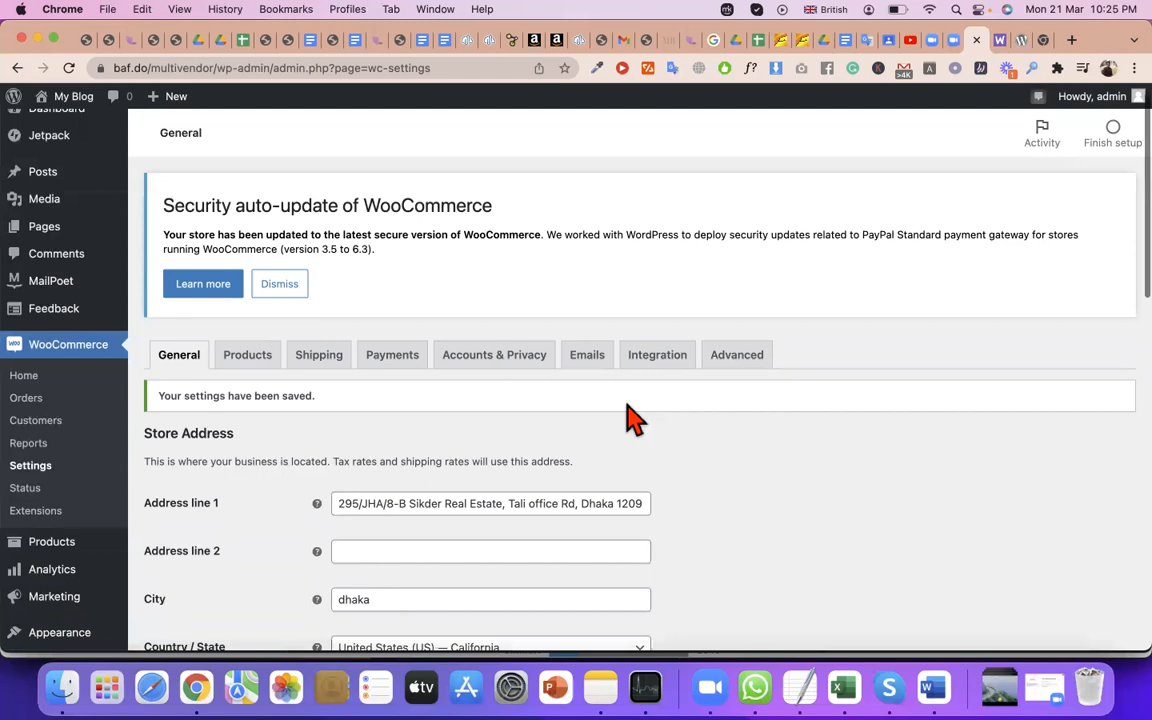 Chrome File Edit View History Bookmarks Profiles Tab Window Help British Mon 21 Mar 10:25 PM
baf.do/multivendor/wp-admin/admin.php?page=wc-settings
My Blog 0 New Howdy, admin
Dashboard
General
Activity Finish setup
Jetpack
Posts
Media
Pages
Comments
MailPoet
Feedback
WooCommerce
Home
Orders
Customers
Reports
Settings
Status
Extensions
Products
Analytics
Marketing
Appearance
Security auto-update of WooCommerce
Your store has been updated to the latest secure version of WooCommerce. We worked with WordPress to deploy security updates related to PayPal Standard payment gateway for stores
running WooCommerce (version 3.5 to 6.3).
Learn more Dismiss
General Products Shipping Payments Accounts & Privacy Emails Integration Advanced
Your settings have been saved.
Store Address
This is where your business is located. Tax rates and shipping rates will use this address.
Address line 1 295/JHA/8-B Sikder Real Estate, Tali office Rd, Dhaka 1209
Address line 2
City dhaka
Country / State United States (US) — California